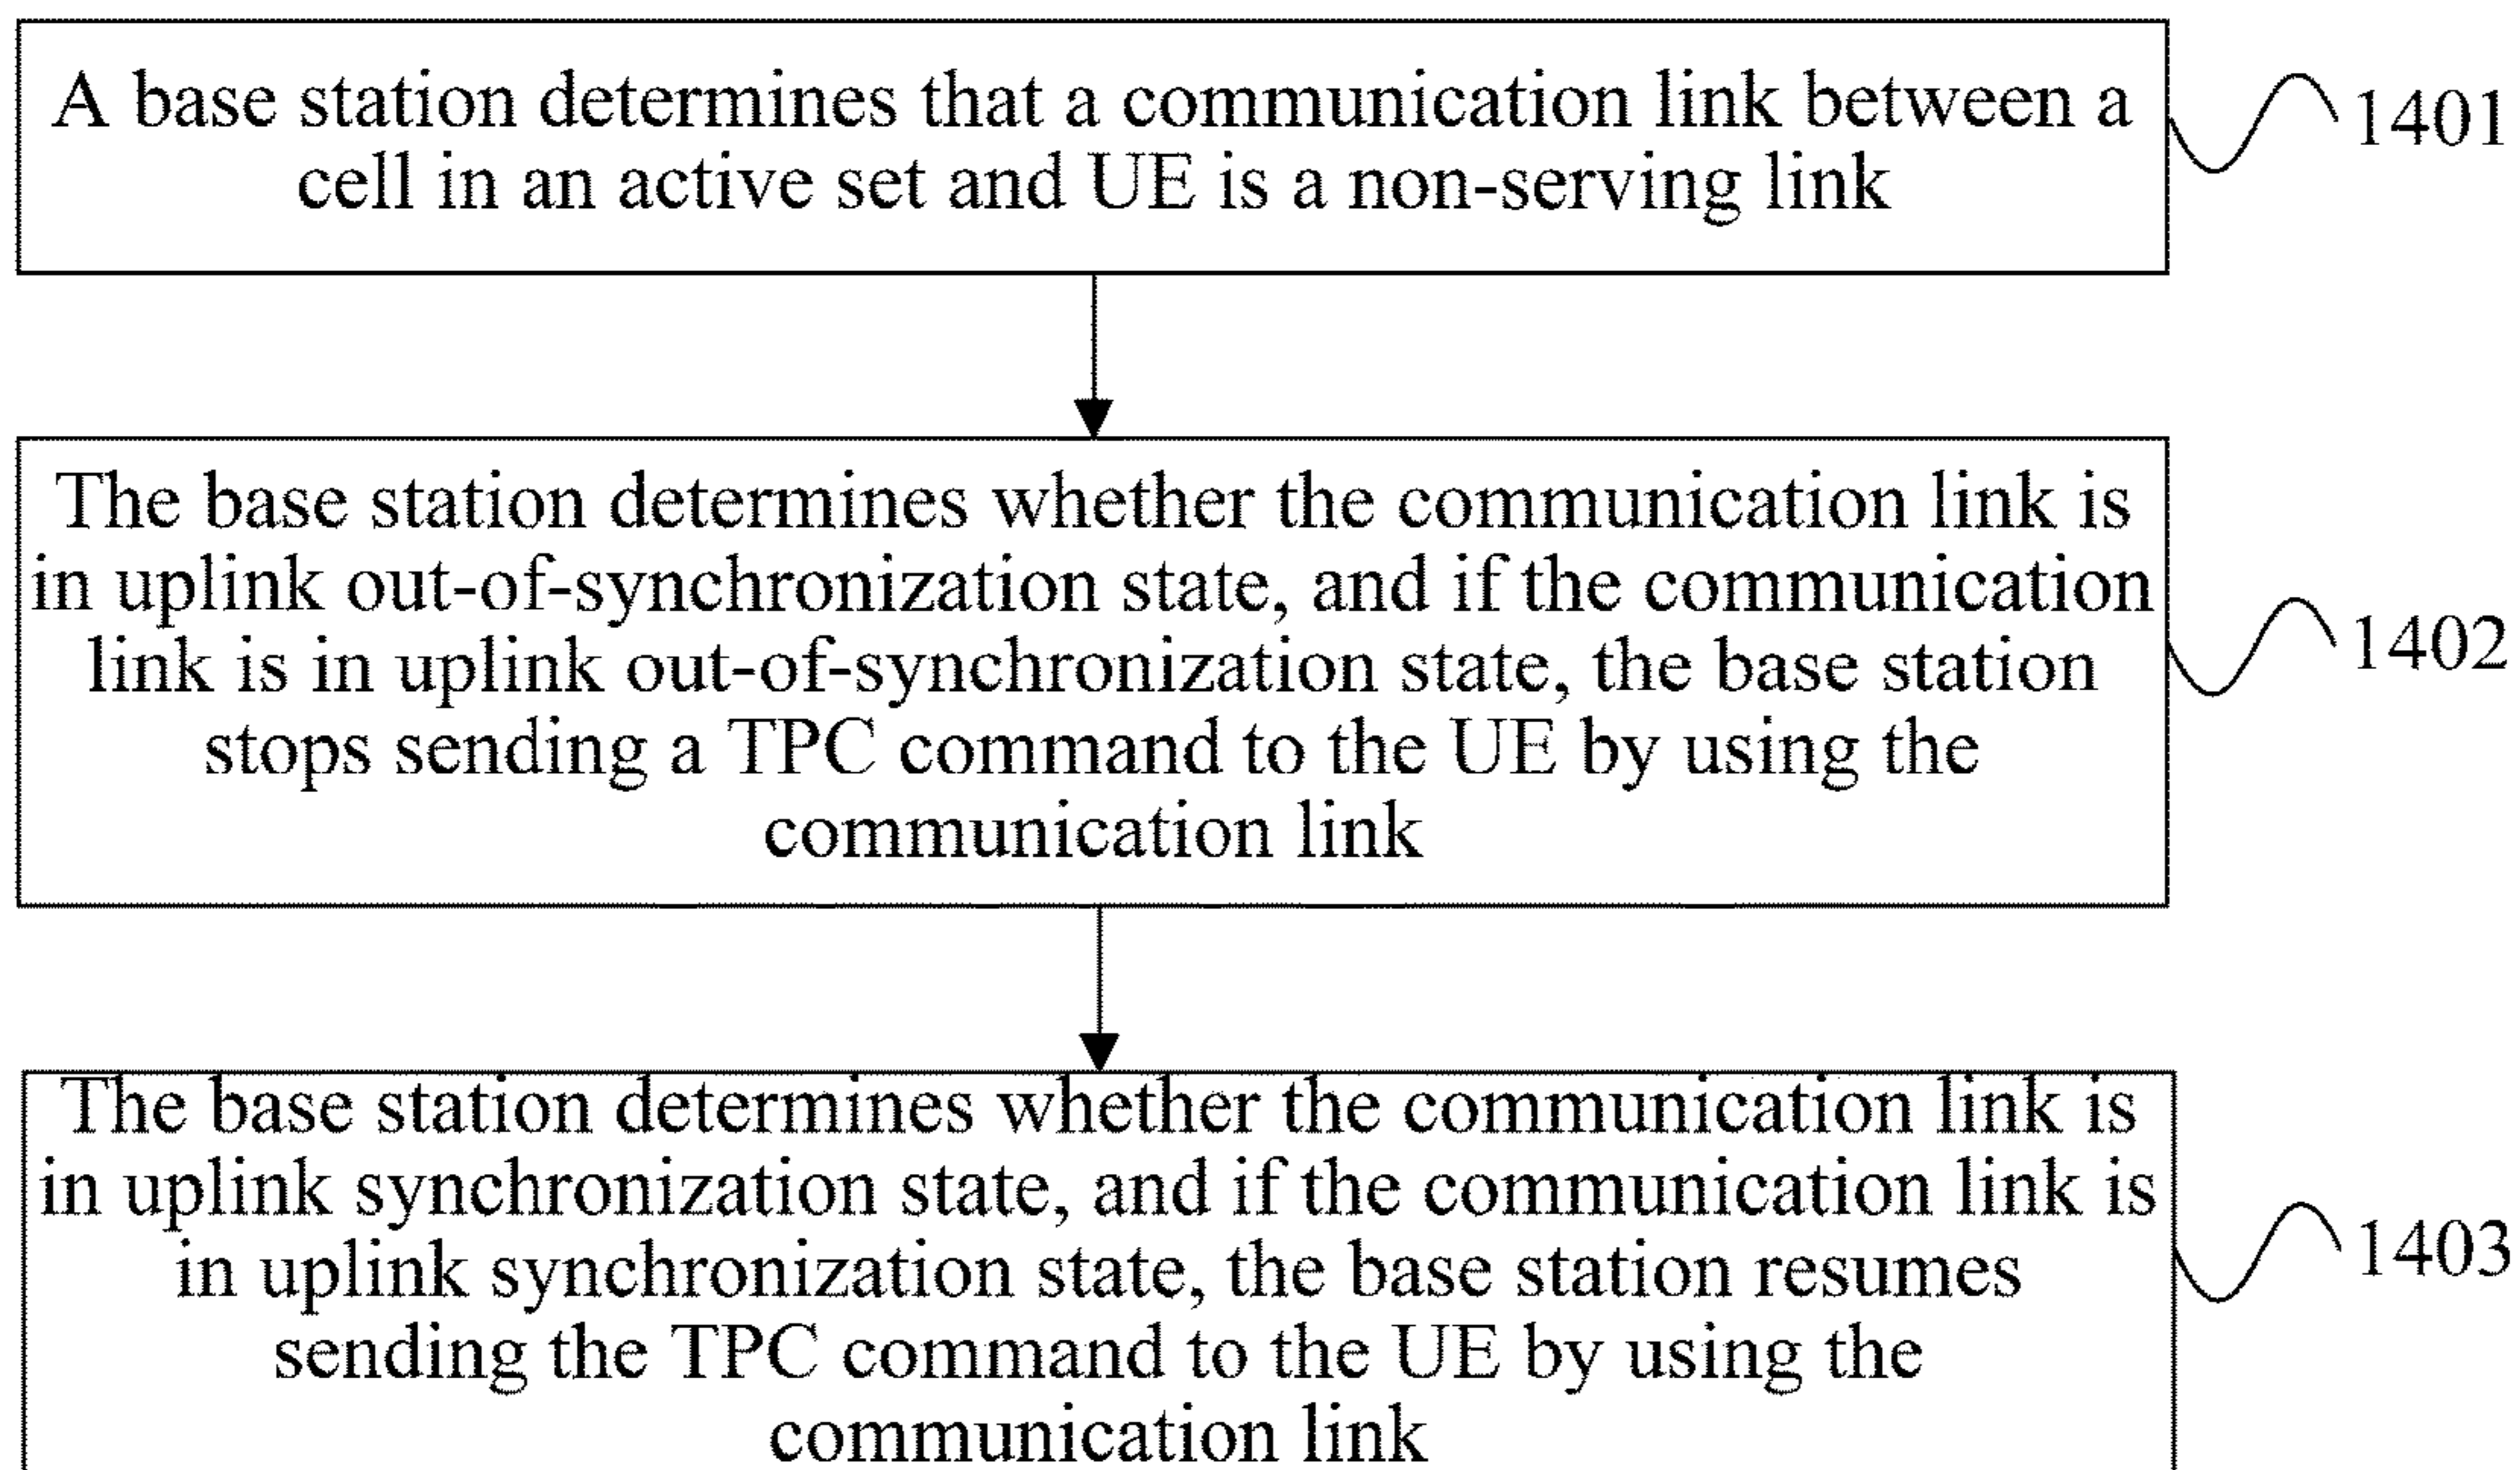 A base station determines that a communication link between a
cell in an active set and UE is a non-serving link
1401
The base station determines whether the communication link is
in uplink out-of-synchronization state, and if the communication
link is in uplink out-of-synchronization state, the base station
stops sending a TPC command to the UE by using the
communication link
1402
The base station determines whether the communication link is
in uplink synchronization state, and if the communication link is
in uplink synchronization state, the base station resumes
sending the TPC command to the UE by using the
communication link
1403